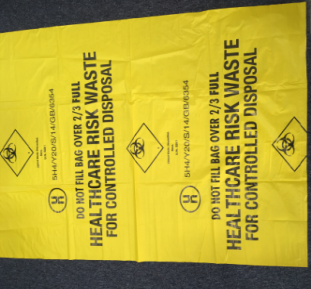 5H4/Y20/S/14/GB/6354
UN
DO NOT FILL BAG OVER 2/3 FULL
HEALTHCARE RISK WASTE
FOR CONTROLLED DISPOSAL
5H4/Y20/S/14/GB/6354
UN
DO NOT FILL BAG OVER 2/3 FULL
HEALTHCARE RISK WASTE
FOR CONTROLLED DISPOSAL